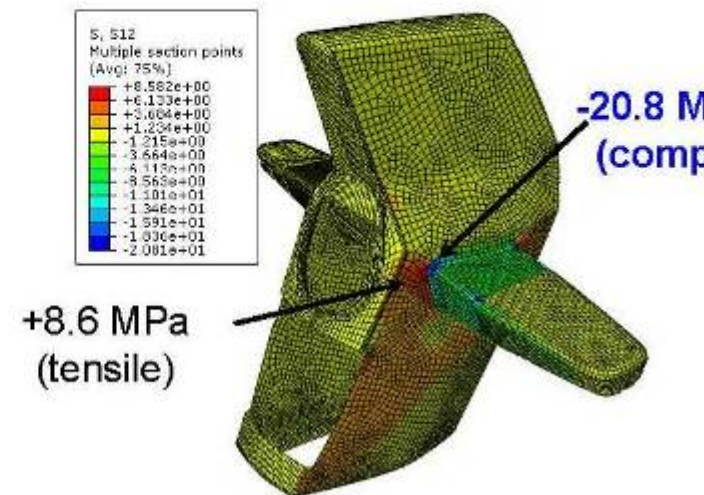 S, S12
Multiple section points
(Avg: 75%)
+8.582e+00
+6.133e+00
+3.684e+00
+1.234e+00
-1.215e+00
-3.664e+00
-6.113e+00
-8.563e+00
-1.101e+01
-1.346e+01
-1.591e+01
-1.836e+01
-2.081e+01
-20.8 M
(comp
+8.6 MPa
(tensile)